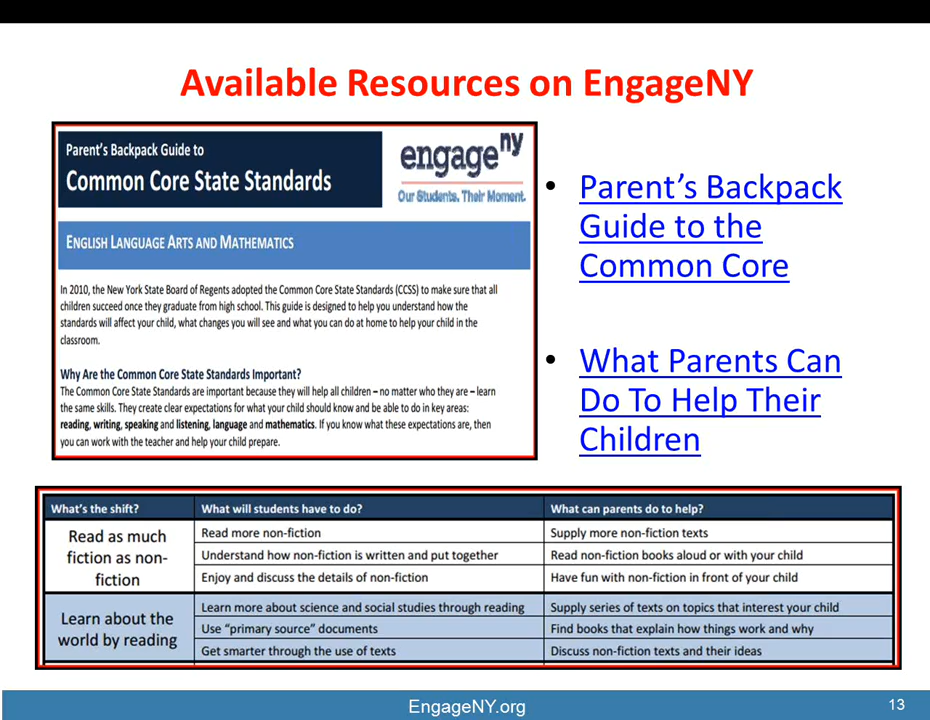 Available Resources on EngageNY
Parent's Backpack Guide to
Common Core State Standards
engage ny
Our Students. Their Moment.
ENGLISH LANGUAGE ARTS AND MATHEMATICS
In 2010, the New York State Board of Regents adopted the Common Core State Standards (CCSS) to make sure that all
children succeed once they graduate from high school. This guide is designed to help you understand how the
standards will affect your child, what changes you will see and what you can do at home to help your child in the
classroom.
Why Are the Common Core State Standards Important?
The Common Core State Standards are important because they will help all children – no matter who they are – learn
the same skills. They create clear expectations for what your child should know and be able to do in key areas:
reading, writing, speaking and listening, language and mathematics. If you know what these expectations are, then
you can work with the teacher and help your child prepare.
• Parent's Backpack
Guide to the
Common Core
• What Parents Can
Do To Help Their
Children
What's the shift? What will students have to do? What can parents do to help?
Read as much
fiction as non-
fiction
Read more non-fiction Supply more non-fiction texts
Understand how non-fiction is written and put together Read non-fiction books aloud or with your child
Enjoy and discuss the details of non-fiction Have fun with non-fiction in front of your child
Learn about the
world by reading
Learn more about science and social studies through reading Supply series of texts on topics that interest your child
Use “primary source” documents Find books that explain how things work and why
Get smarter through the use of texts Discuss non-fiction texts and their ideas
EngageNY.org
13